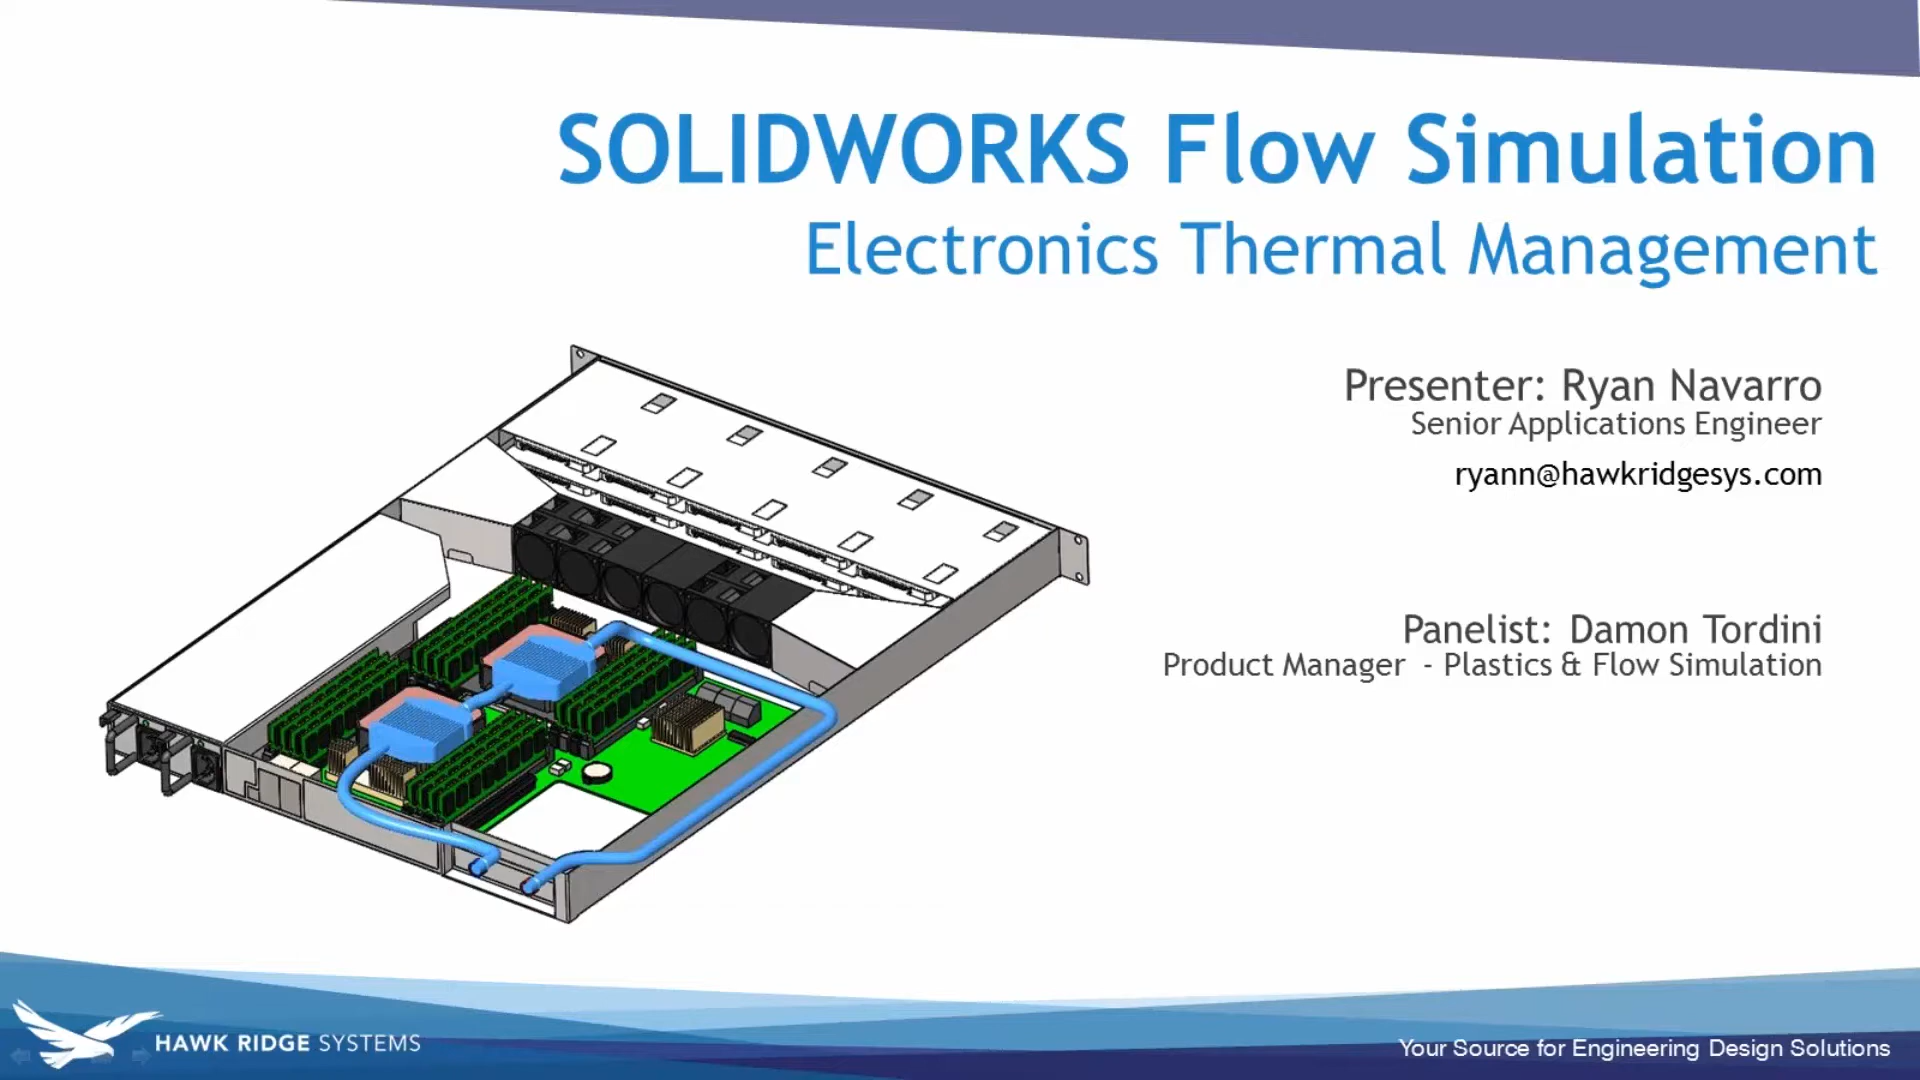 SOLIDWORKS Flow Simulation
Electronics Thermal Management
Presenter: Ryan Navarro
Senior Applications Engineer
ryann@hawkridgesys.com
Panelist: Damon Tordini
Product Manager - Plastics & Flow Simulation
HAWK RIDGE SYSTEMS
Your Source for Engineering Design Solutions